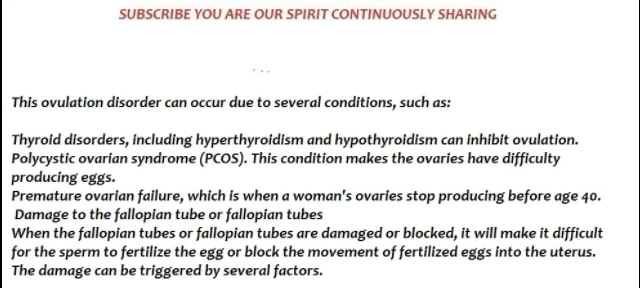 SUBSCRIBE YOU ARE OUR SPIRIT CONTINUOUSLY SHARING
...
This ovulation disorder can occur due to several conditions, such as:
Thyroid disorders, including hyperthyroidism and hypothyroidism can inhibit ovulation.
Polycystic ovarian syndrome (PCOS). This condition makes the ovaries have difficulty
producing eggs.
Premature ovarian failure, which is when a woman's ovaries stop producing before age 40.
Damage to the fallopian tube or fallopian tubes
When the fallopian tubes or fallopian tubes are damaged or blocked, it will make it difficult
for the sperm to fertilize the egg or block the movement of fertilized eggs into the uterus.
The damage can be triggered by several factors.